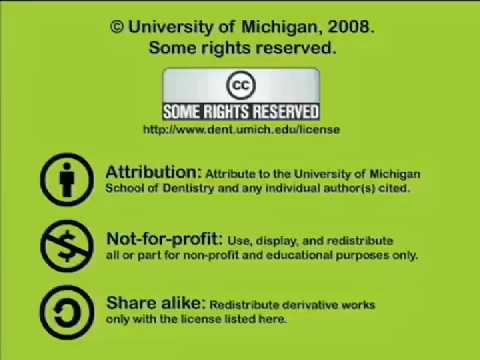 © University of Michigan, 2008.
Some rights reserved.
cc
SOME RIGHTS RESERVED
http://www.dent.umich.edu/license
Attribution: Attribute to the University of Michigan
School of Dentistry and any individual author(s) cited.
$
Not-for-profit: Use, display, and redistribute
all or part for non-profit and educational purposes only.
Share alike: Redistribute derivative works
only with the license listed here.